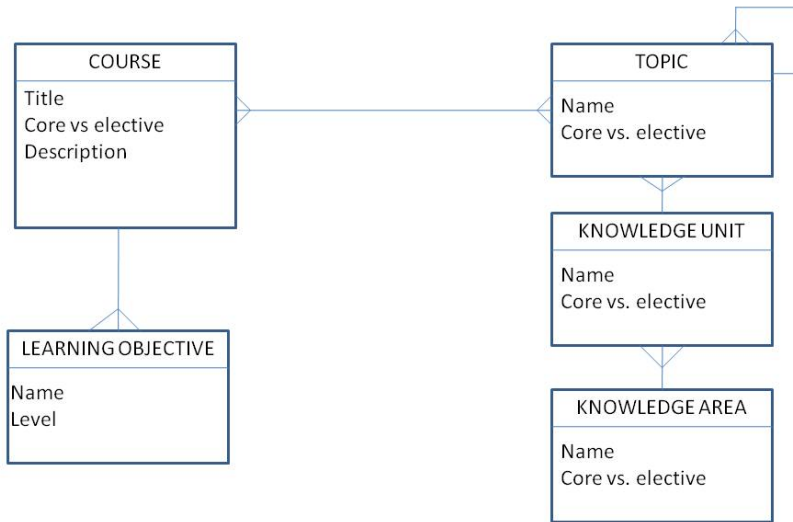 COURSE
Title
Core vs elective
Description
TOPIC
Name
Core vs. elective
KNOWLEDGE UNIT
Name
Core vs. elective
LEARNING OBJECTIVE
Name
Level
KNOWLEDGE AREA
Name
Core vs. elective